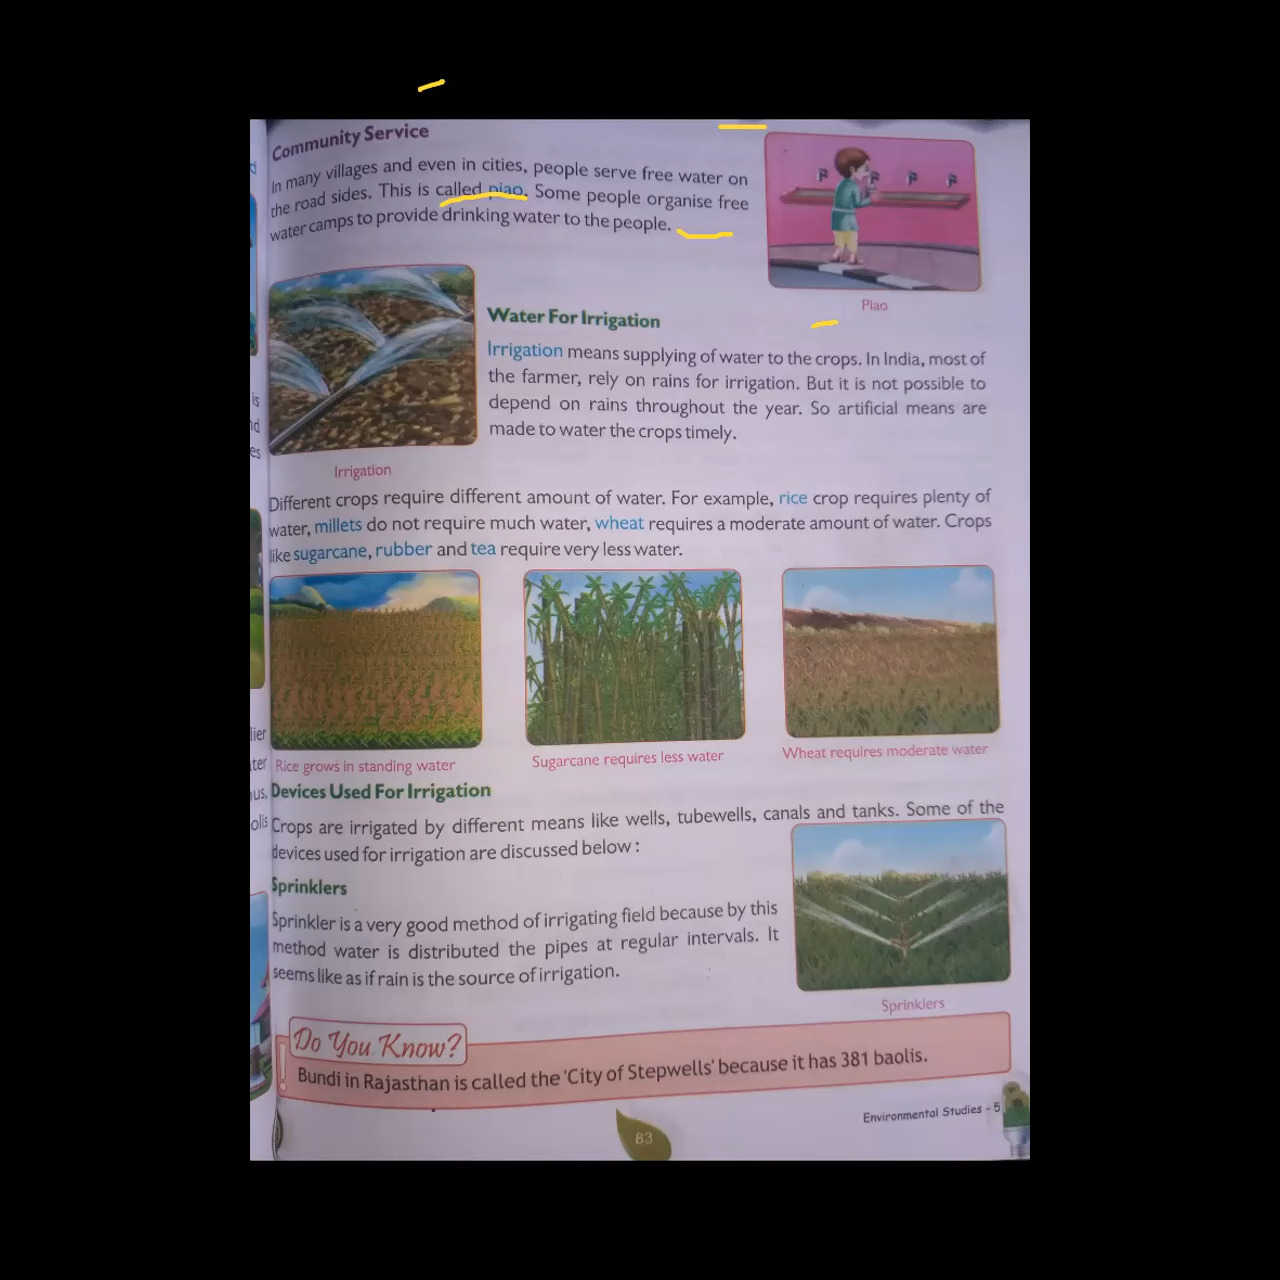 Community Service
In many villages and even in cities, people serve free water on
the road sides. This is called piao. Some people organise free
water camps to provide drinking water to the people.
Piao
Water For Irrigation
Irrigation means supplying of water to the crops. In India, most of
the farmer, rely on rains for irrigation. But it is not possible to
depend on rains throughout the year. So artificial means are
made to water the crops timely.
Irrigation
Different crops require different amount of water. For example, rice crop requires plenty of
water, millets do not require much water, wheat requires a moderate amount of water. Crops
like sugarcane, rubber and tea require very less water.
Rice grows in standing water
Sugarcane requires less water
Wheat requires moderate water
Devices Used For Irrigation
Crops are irrigated by different means like wells, tubewells, canals and tanks. Some of the
devices used for irrigation are discussed below :
Sprinklers
Sprinkler is a very good method of irrigating field because by this
method water is distributed the pipes at regular intervals. It
seems like as if rain is the source of irrigation.
Sprinklers
Do You Know?
Bundi in Rajasthan is called the 'City of Stepwells' because it has 381 baolis.
Environmental Studies - 5
83